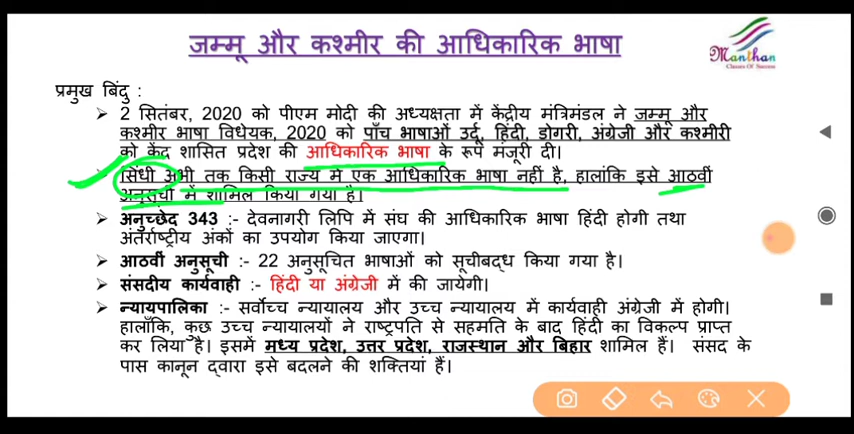 जम्मू और कश्मीर की आधिकारिक भाषा
Manthan
Classes Of Success
प्रमुख बिंदु :
➢ 2 सितंबर, 2020 को पीएम मोदी की अध्यक्षता में केंद्रीय मंत्रिमंडल ने जम्मू और
कश्मीर भाषा विधेयक, 2020 को पाँच भाषाओं उर्दू, हिंदी, डोगरी, अंग्रेजी और कश्मीरी
को केंद शासित प्रदेश की आधिकारिक भाषा के रूप मंजूरी दी।
➢ सिंधी अभी तक किसी राज्य में एक आधिकारिक भाषा नहीं है, हालांकि इसे आठवीं
अनुसूची में शामिल किया गया है।
➢ अनुच्छेद 343 :- देवनागरी लिपि में संघ की आधिकारिक भाषा हिंदी होगी तथा
अंतर्राष्ट्रीय अंकों का उपयोग किया जाएगा।
➢ आठवीं अनुसूची :- 22 अनुसूचित भाषाओं को सूचीबद्ध किया गया है।
➢ संसदीय कार्यवाही :- हिंदी या अंग्रेजी में की जायेगी।
➢ न्यायपालिका :- सर्वोच्च न्यायालय और उच्च न्यायालय में कार्यवाही अंग्रेजी में होगी।
हालाँकि, कुछ उच्च न्यायालयों ने राष्ट्रपति से सहमति के बाद हिंदी का विकल्प प्राप्त
कर लिया है। इसमें मध्य प्रदेश, उत्तर प्रदेश, राजस्थान और बिहार शामिल हैं। संसद के
पास कानून द्वारा इसे बदलने की शक्तियां हैं।